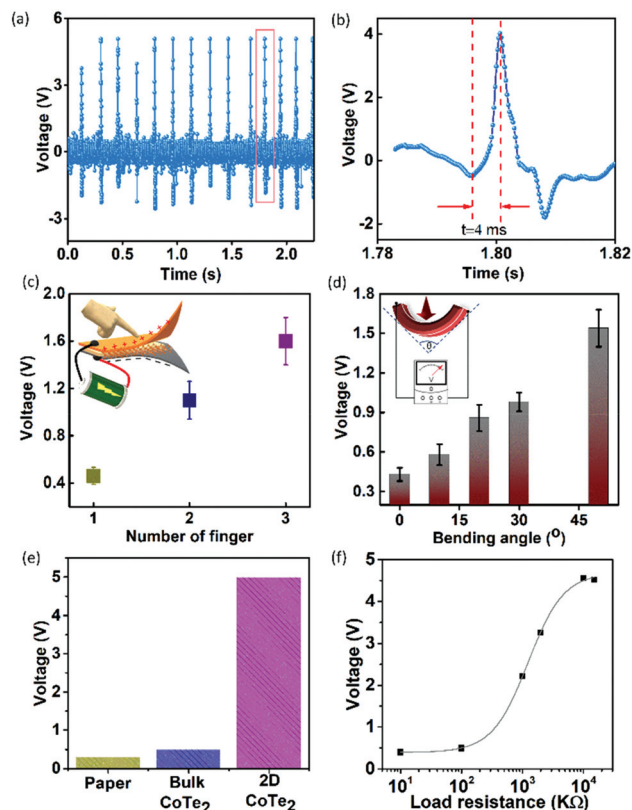 (a)
6
3
0
-3
Voltage (V)
0.0 0.5 1.0 1.5 2.0
Time (s)
(b)
4
2
0
-2
Voltage (V)
t=4 ms
1.78 1.80 1.82
Time (s)
(c)
2.0
1.6
1.2
0.8
0.4
Voltage (V)
1 2 3
Number of finger
(d)
1.8
1.5
1.2
0.9
0.6
0.3
Voltage (V)
θ
V
0 15 30 45
Bending angle (º)
(e)
5
4
3
2
1
0
Voltage (V)
Paper Bulk 2D
CoTe₂ CoTe₂
(f)
5
4
3
2
1
0
Voltage (V)
10¹ 10² 10³ 10⁴
Load resistance (KΩ)